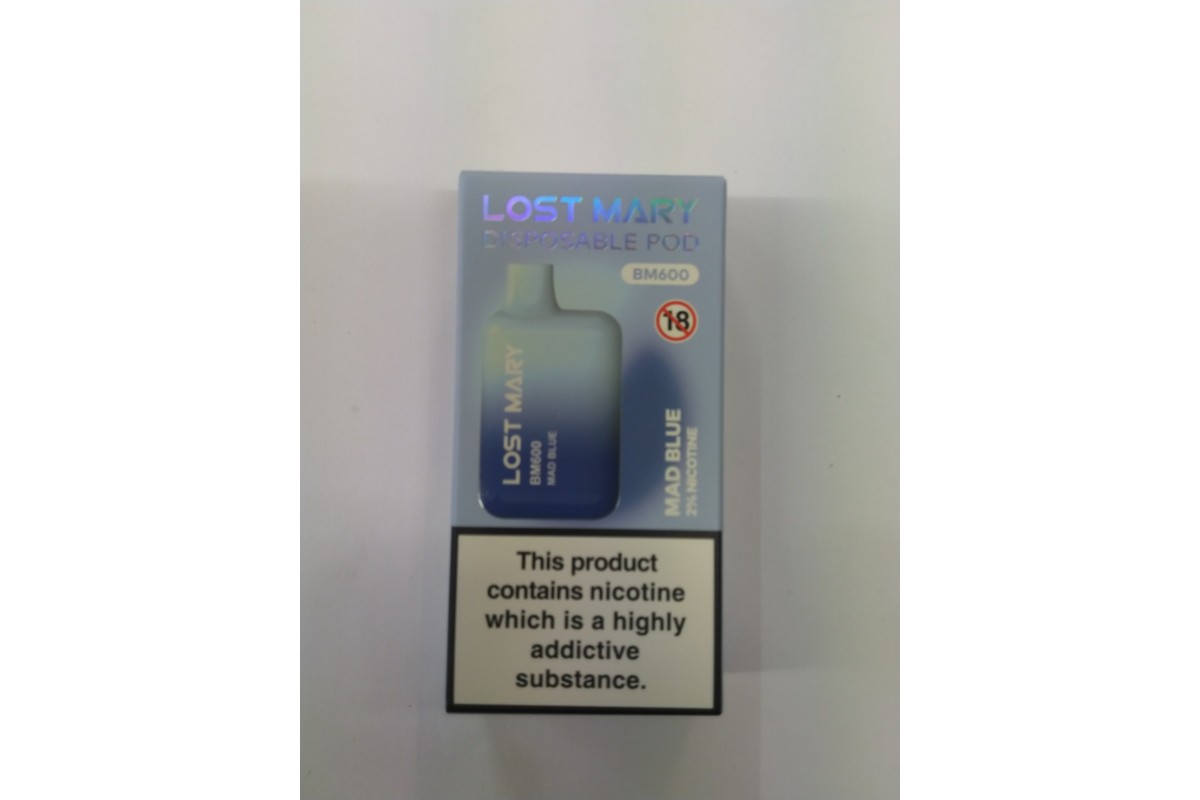 LOST MARY
DISPOSABLE POD
BM600
18
LOST MARY
BM600
MAD BLUE
MAD BLUE
2% NICOTINE
This product
contains nicotine
which is a highly
addictive
substance.